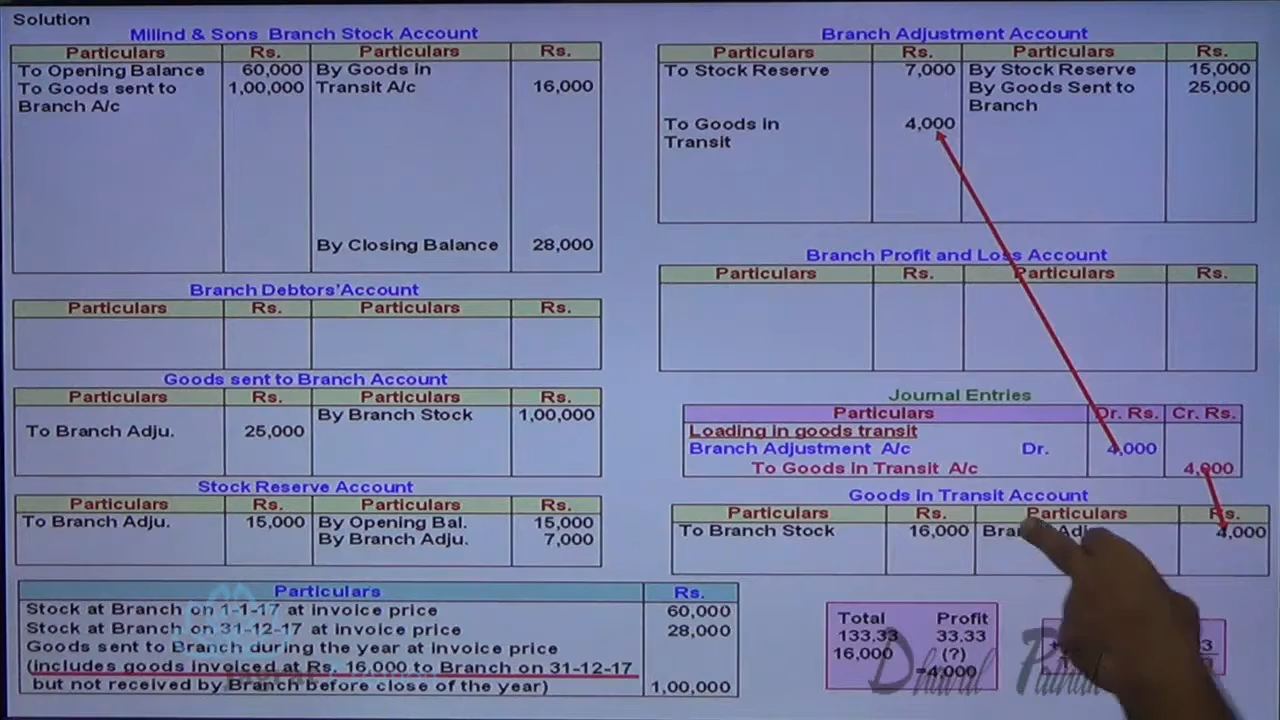 Solution
Milind & Sons Branch Stock Account
Particulars Rs. Particulars Rs.
To Opening Balance 60,000 By Goods in
To Goods sent to 1,00,000 Transit A/c 16,000
Branch A/c
By Closing Balance 28,000
Branch Debtors'Account
Particulars Rs. Particulars Rs.
Goods sent to Branch Account
Particulars Rs. Particulars Rs.
By Branch Stock 1,00,000
To Branch Adju. 25,000
Stock Reserve Account
Particulars Rs. Particulars Rs.
To Branch Adju. 15,000 By Opening Bal. 15,000
By Branch Adju. 7,000
Particulars Rs.
Stock at Branch on 1-1-17 at invoice price 60,000
Stock at Branch on 31-12-17 at invoice price 28,000
Goods sent to Branch during the year at invoice price
(includes goods invoiced at Rs. 16,000 to Branch on 31-12-17
but not received by Branch before close of the year) 1,00,000
Branch Adjustment Account
Particulars Rs. Particulars Rs.
To Stock Reserve 7,000 By Stock Reserve 15,000
By Goods Sent to 25,000
Branch
To Goods in 4,000
Transit
Branch Profit and Loss Account
Particulars Rs. Particulars Rs.
Journal Entries
Particulars Dr. Rs. Cr. Rs.
Loading in goods transit
Branch Adjustment A/c Dr. 4,000
To Goods in Transit A/c 4,000
Goods in Transit Account
Particulars Rs. Particulars Rs.
To Branch Stock 16,000 4,000
Total Profit
133.33 33.33
16,000 (?)
=4,000